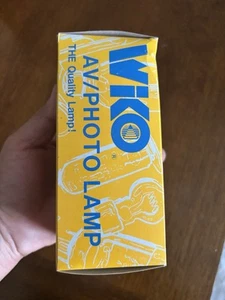 WIKO
®
AV/PHOTO LAMP
THE Quality Lamp!